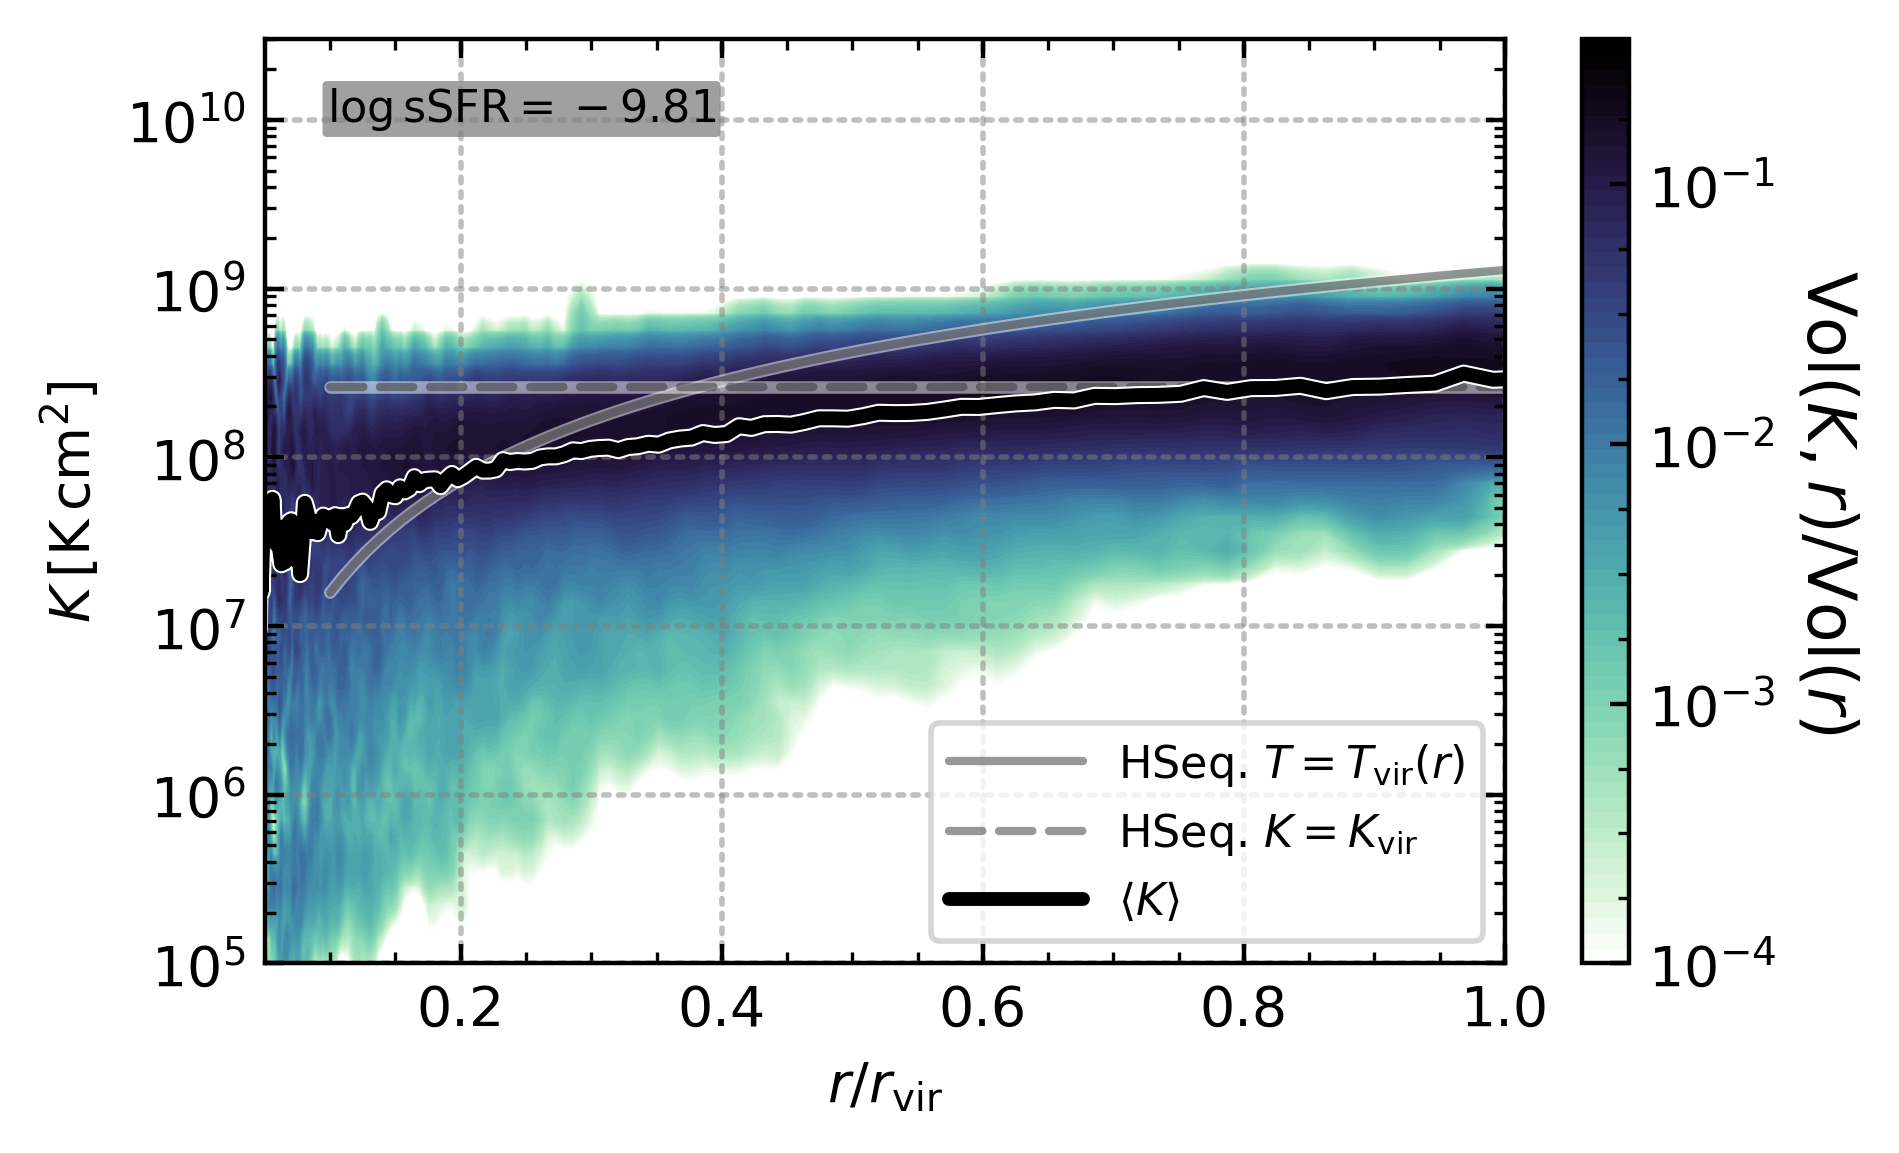 log sSFR = −9.81
10^10
10^9
10^8
10^7
10^6
10^5
K [K cm^2]
0.2 0.4 0.6 0.8 1.0
r/r_vir
HSeq. T = T_vir(r)
HSeq. K = K_vir
⟨K⟩
10^−1
10^−2
10^−3
10^−4
Vol(K, r)/Vol(r)